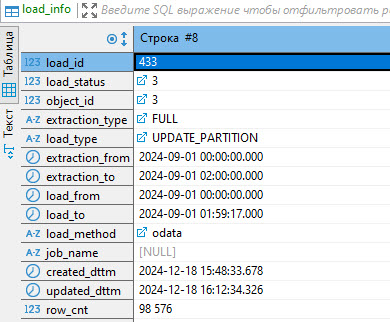 load_info Введите SQL выражение чтобы отфильтровать
Таблица
Текст
Строка #8
123 load_id 433
123 load_status 3
123 object_id 3
A-Z extraction_type FULL
A-Z load_type UPDATE_PARTITION
extraction_from 2024-09-01 00:00:00.000
extraction_to 2024-09-01 02:00:00.000
load_from 2024-09-01 00:00:00.000
load_to 2024-09-01 01:59:17.000
A-Z load_method odata
A-Z job_name [NULL]
created_dttm 2024-12-18 15:48:33.678
updated_dttm 2024-12-18 16:12:34.326
123 row_cnt 98 576